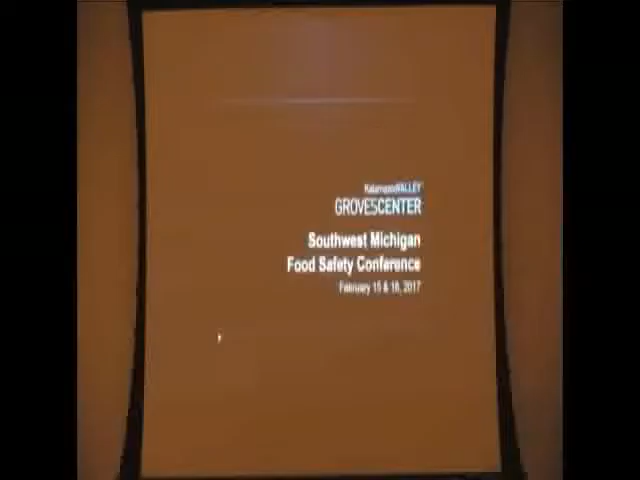 KalamazooVALLEY
GROVESCENTER
Southwest Michigan
Food Safety Conference
February 15 & 16, 2017